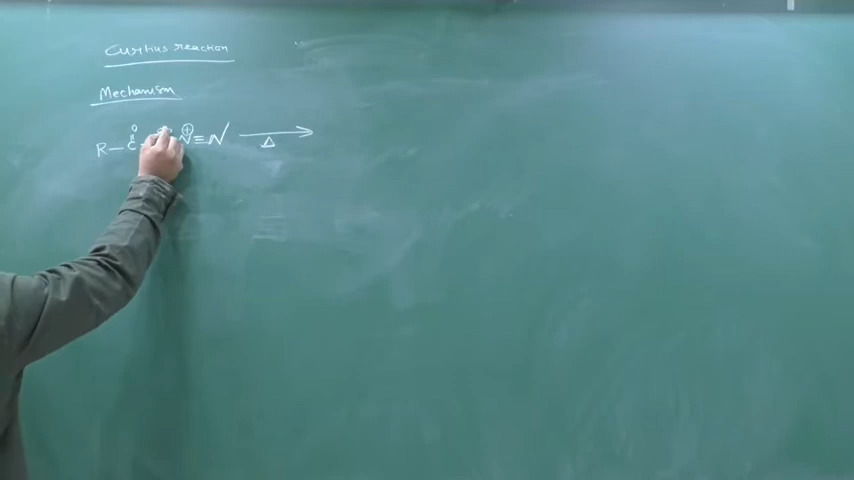 Curtius reaction
Mechanism
O
R — C — N⊕ ≡ N ⟶
Δ